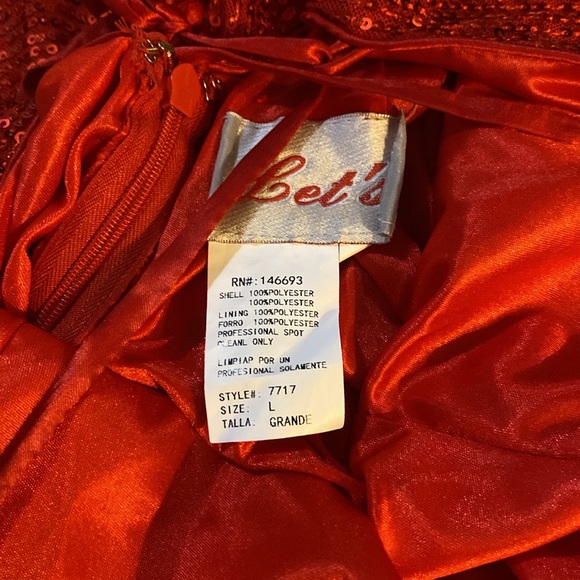 Let's
RN#: 146693
SHELL 100%POLYESTER
100%POLYESTER
LINING 100%POLYESTER
FORRO 100%POLYESTER
PROFESSIONAL SPOT
CLEANL ONLY
LIMPIAP POR UN
PROFESIONAL SOLAMENTE
STYLE#: 7717
SIZE: L
TALLA: GRANDE